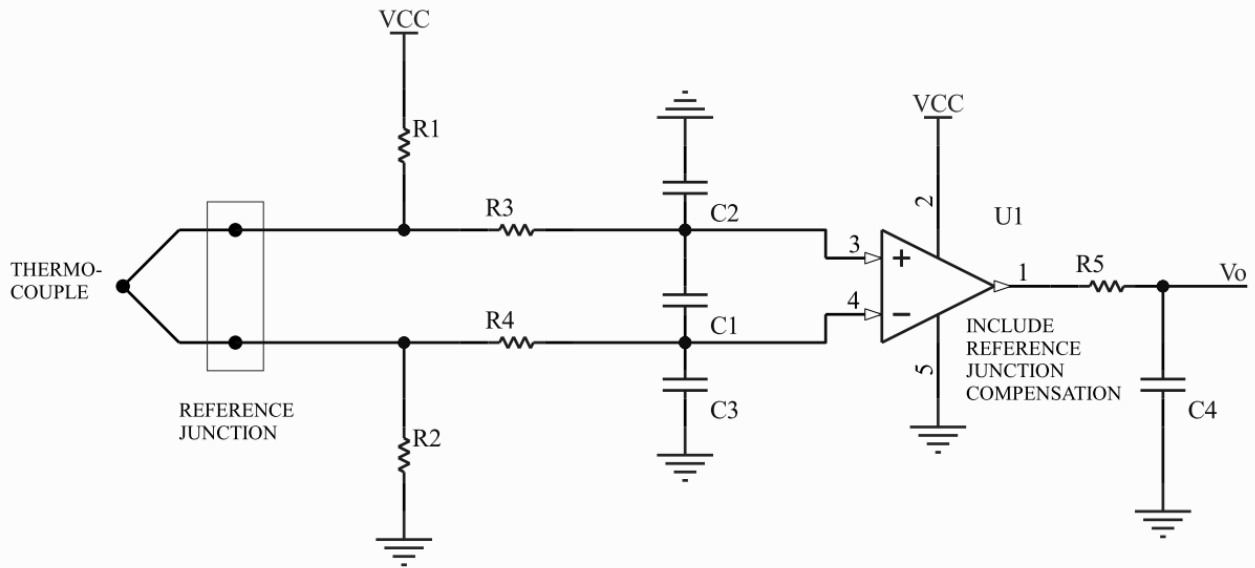 VCC
R1
VCC
2
U1
C2
R3
3
THERMO-
COUPLE
1
R5
Vo
4
R4
C1
INCLUDE
REFERENCE
JUNCTION
COMPENSATION
5
REFERENCE
JUNCTION
C3
C4
R2